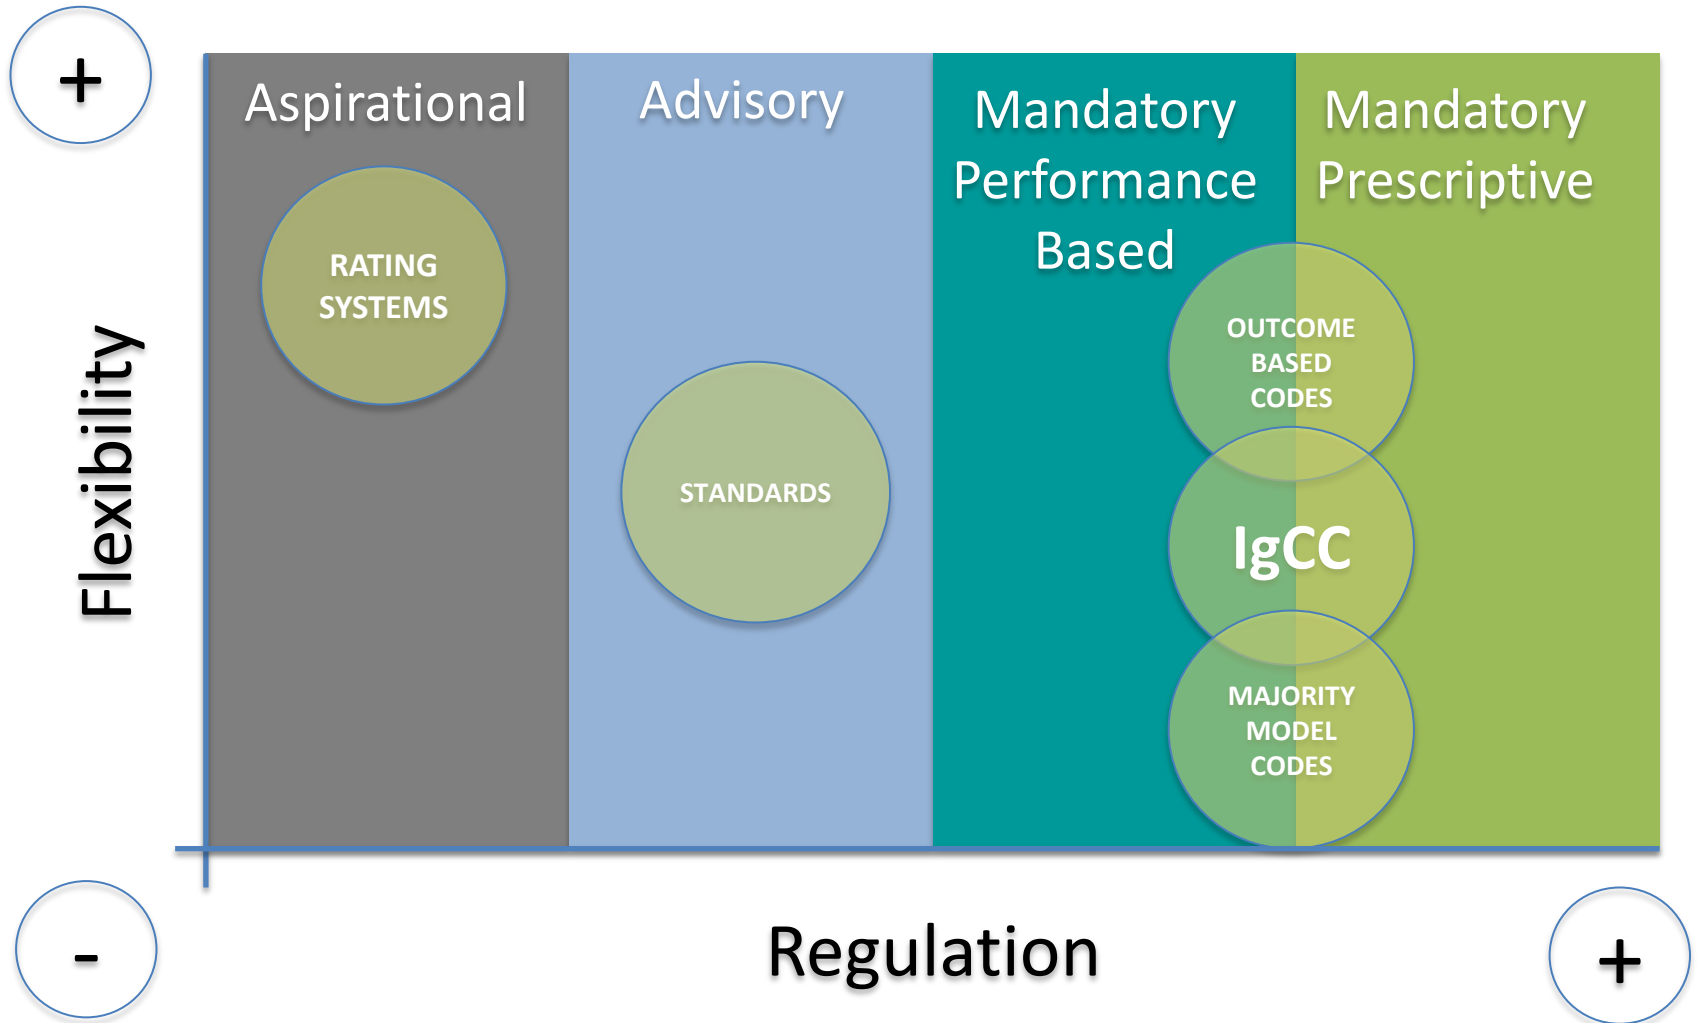 +
Aspirational
Advisory
Mandatory
Performance
Based
Mandatory
Prescriptive
RATING
SYSTEMS
OUTCOME
BASED
CODES
STANDARDS
IgCC
MAJORITY
MODEL
CODES
Flexibility
-
Regulation
+